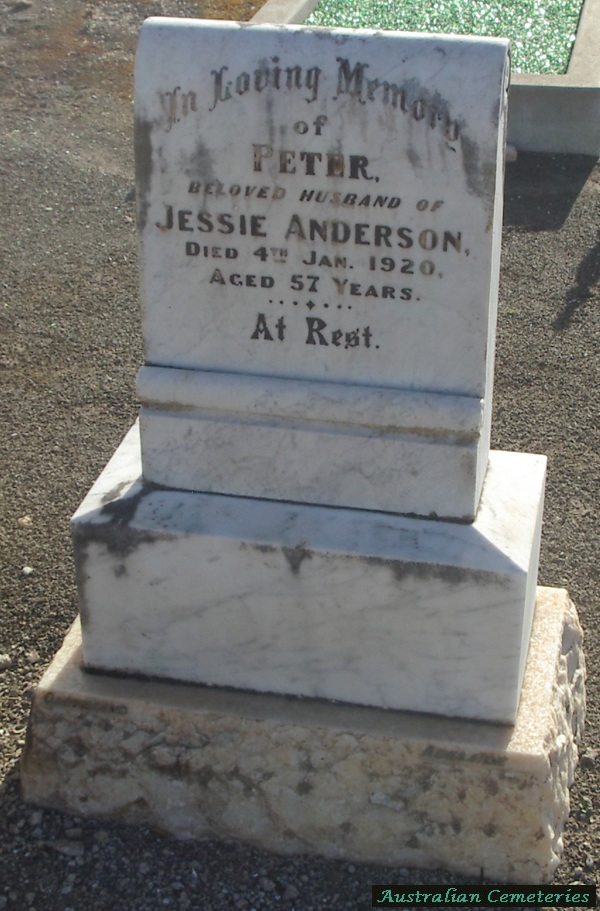 In Loving Memory
of
PETER,
BELOVED HUSBAND OF
JESSIE ANDERSON,
DIED 4TH JAN. 1920,
AGED 57 YEARS.
At Rest.
Australian Cemeteries